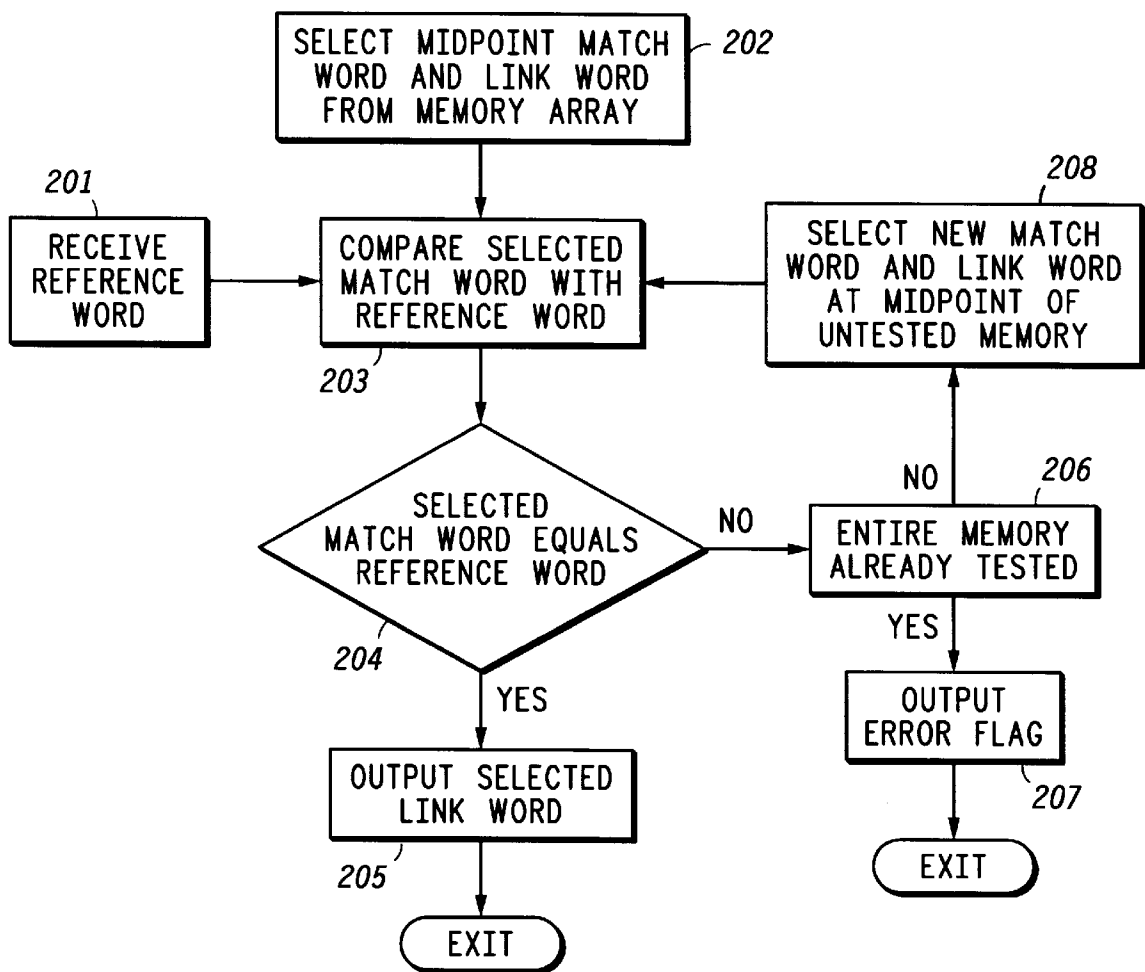 SELECT MIDPOINT MATCH
WORD AND LINK WORD
FROM MEMORY ARRAY
202
201
RECEIVE
REFERENCE
WORD
COMPARE SELECTED
MATCH WORD WITH
REFERENCE WORD
203
208
SELECT NEW MATCH
WORD AND LINK WORD
AT MIDPOINT OF
UNTESTED MEMORY
SELECTED
MATCH WORD EQUALS
REFERENCE WORD
204
NO
NO
206
ENTIRE MEMORY
ALREADY TESTED
YES
YES
OUTPUT
ERROR FLAG
207
OUTPUT SELECTED
LINK WORD
205
EXIT
EXIT